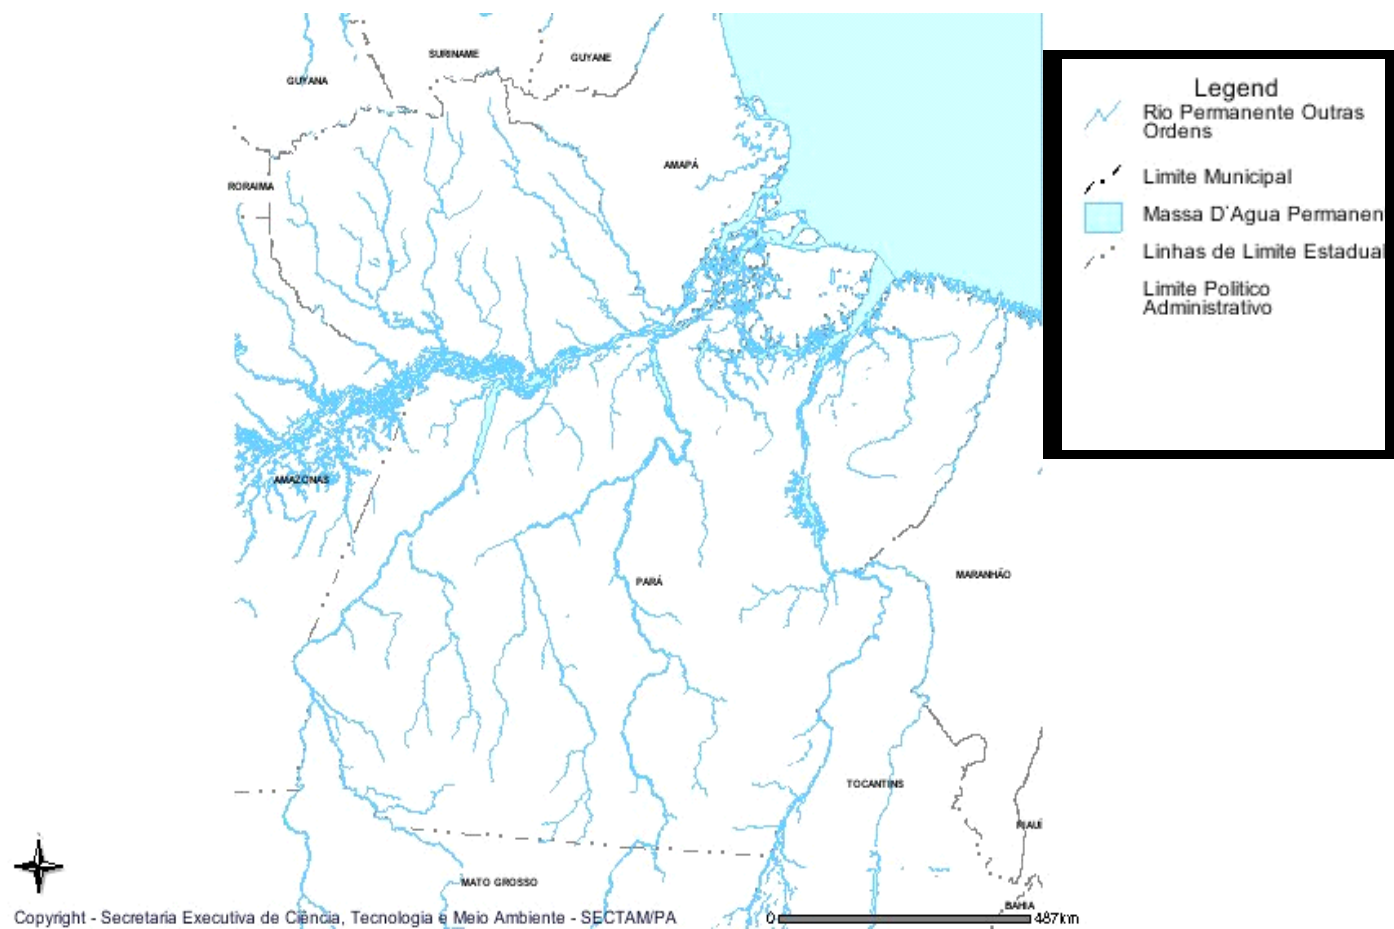 SURINAME
GUYANE
GUYANA
Legend
Rio Permanente Outras
Ordens
AMAPÁ
Limite Municipal
RORAIMA
Massa D'Agua Permanen
Linhas de Limite Estadual
Limite Politico
Administrativo
AMAZONAS
PARÁ
MARANHÃO
TOCANTINS
PIAUÍ
MATO GROSSO
BAHIA
Copyright - Secretaria Executiva de Ciência, Tecnologia e Meio Ambiente - SECTAM/PA
0 487km